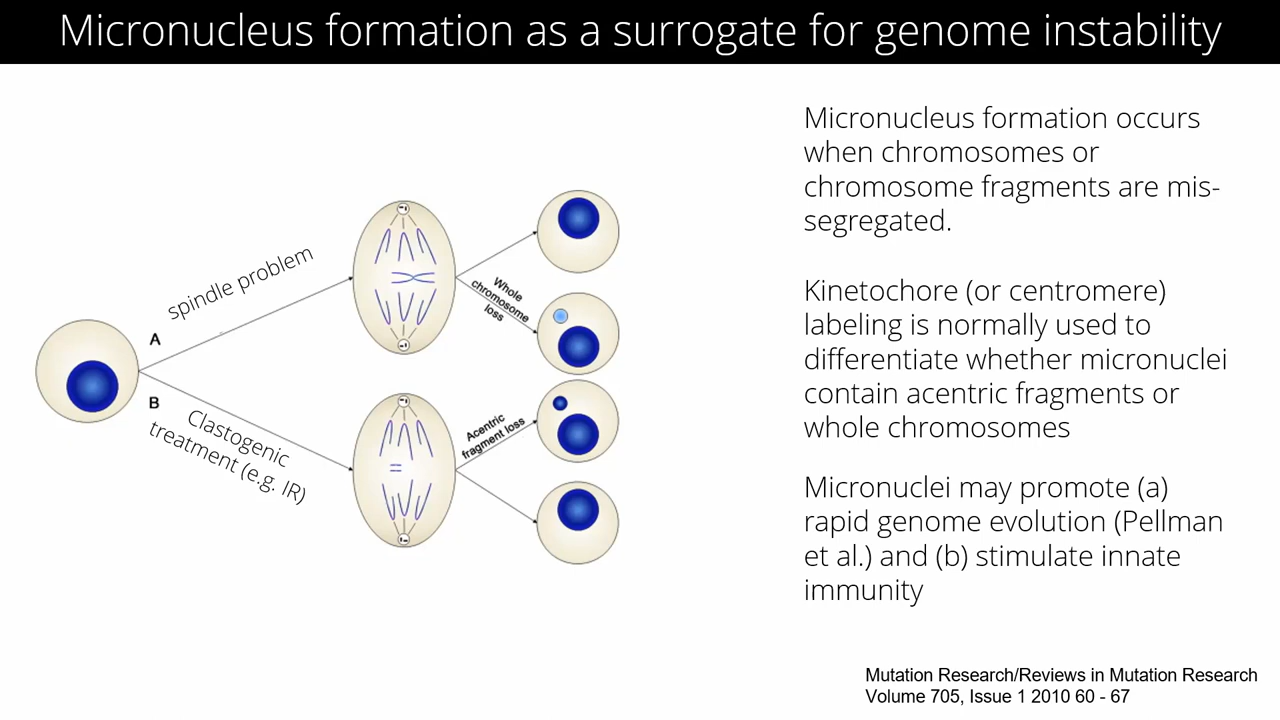 Micronucleus formation as a surrogate for genome instability
spindle problem
A
B
Clastogenic
treatment (e.g. IR)
Whole
chromosome
loss
Acentric
fragment loss
Micronucleus formation occurs
when chromosomes or
chromosome fragments are mis-
segregated.
Kinetochore (or centromere)
labeling is normally used to
differentiate whether micronuclei
contain acentric fragments or
whole chromosomes
Micronuclei may promote (a)
rapid genome evolution (Pellman
et al.) and (b) stimulate innate
immunity
Mutation Research/Reviews in Mutation Research
Volume 705, Issue 1 2010 60 - 67